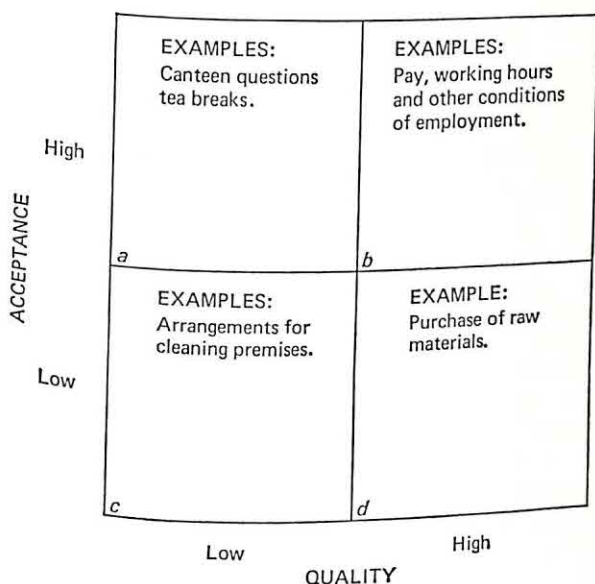 EXAMPLES:
Canteen questions
tea breaks.
EXAMPLES:
Pay, working hours
and other conditions
of employment.
High
ACCEPTANCE
a
b
EXAMPLES:
Arrangements for
cleaning premises.
EXAMPLE:
Purchase of raw
materials.
Low
c
d
Low
High
QUALITY